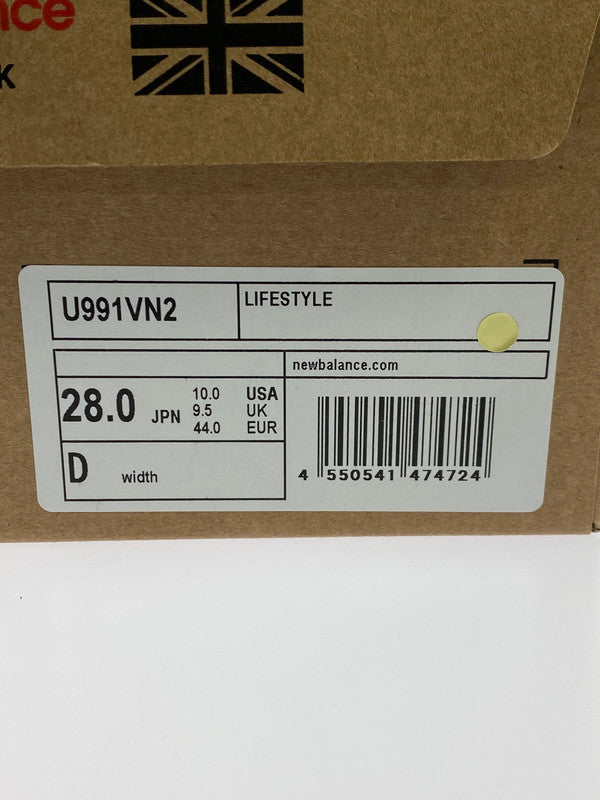 nce
K
U991VN2
LIFESTYLE
newbalance.com
28.0 JPN
10.0 USA
9.5 UK
44.0 EUR
D width
4 550541 474724